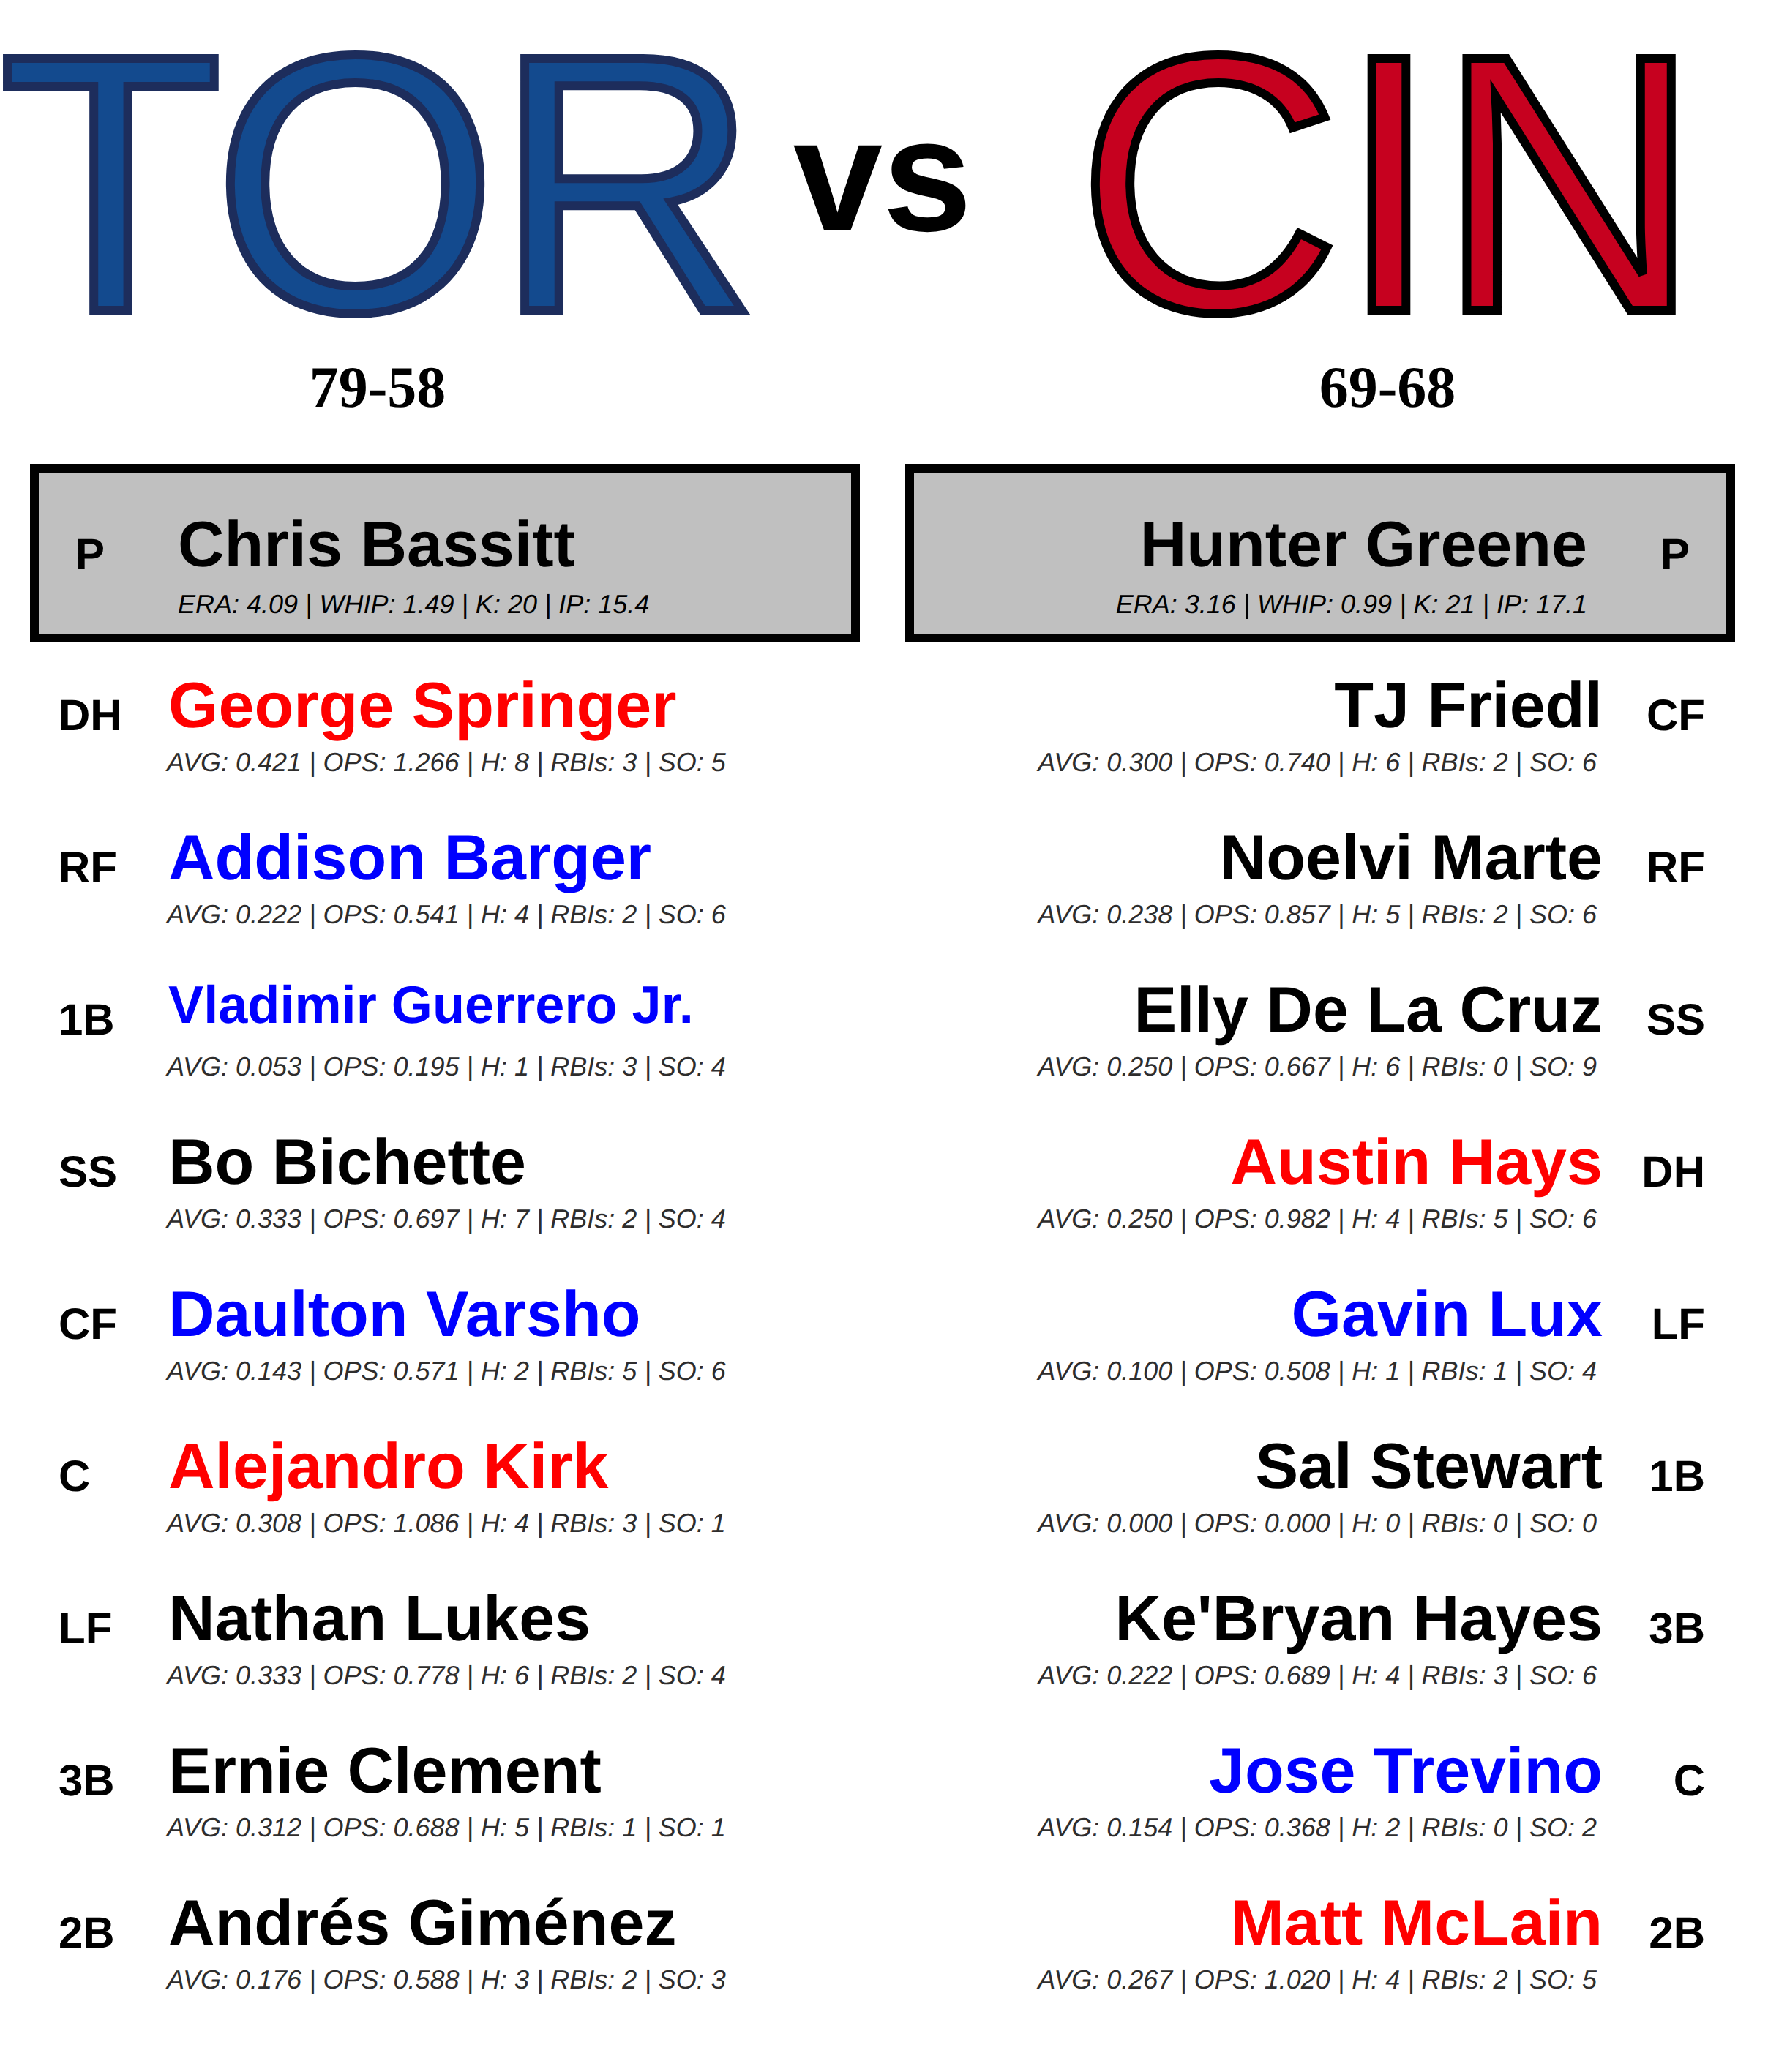 TOR vs CIN
79-58
69-68
P Chris Bassitt
ERA: 4.09 | WHIP: 1.49 | K: 20 | IP: 15.4
Hunter Greene P
ERA: 3.16 | WHIP: 0.99 | K: 21 | IP: 17.1
DH George Springer
AVG: 0.421 | OPS: 1.266 | H: 8 | RBIs: 3 | SO: 5
RF Addison Barger
AVG: 0.222 | OPS: 0.541 | H: 4 | RBIs: 2 | SO: 6
1B Vladimir Guerrero Jr.
AVG: 0.053 | OPS: 0.195 | H: 1 | RBIs: 3 | SO: 4
SS Bo Bichette
AVG: 0.333 | OPS: 0.697 | H: 7 | RBIs: 2 | SO: 4
CF Daulton Varsho
AVG: 0.143 | OPS: 0.571 | H: 2 | RBIs: 5 | SO: 6
C Alejandro Kirk
AVG: 0.308 | OPS: 1.086 | H: 4 | RBIs: 3 | SO: 1
LF Nathan Lukes
AVG: 0.333 | OPS: 0.778 | H: 6 | RBIs: 2 | SO: 4
3B Ernie Clement
AVG: 0.312 | OPS: 0.688 | H: 5 | RBIs: 1 | SO: 1
2B Andrés Giménez
AVG: 0.176 | OPS: 0.588 | H: 3 | RBIs: 2 | SO: 3
TJ Friedl CF
AVG: 0.300 | OPS: 0.740 | H: 6 | RBIs: 2 | SO: 6
Noelvi Marte RF
AVG: 0.238 | OPS: 0.857 | H: 5 | RBIs: 2 | SO: 6
Elly De La Cruz SS
AVG: 0.250 | OPS: 0.667 | H: 6 | RBIs: 0 | SO: 9
Austin Hays DH
AVG: 0.250 | OPS: 0.982 | H: 4 | RBIs: 5 | SO: 6
Gavin Lux LF
AVG: 0.100 | OPS: 0.508 | H: 1 | RBIs: 1 | SO: 4
Sal Stewart 1B
AVG: 0.000 | OPS: 0.000 | H: 0 | RBIs: 0 | SO: 0
Ke'Bryan Hayes 3B
AVG: 0.222 | OPS: 0.689 | H: 4 | RBIs: 3 | SO: 6
Jose Trevino C
AVG: 0.154 | OPS: 0.368 | H: 2 | RBIs: 0 | SO: 2
Matt McLain 2B
AVG: 0.267 | OPS: 1.020 | H: 4 | RBIs: 2 | SO: 5